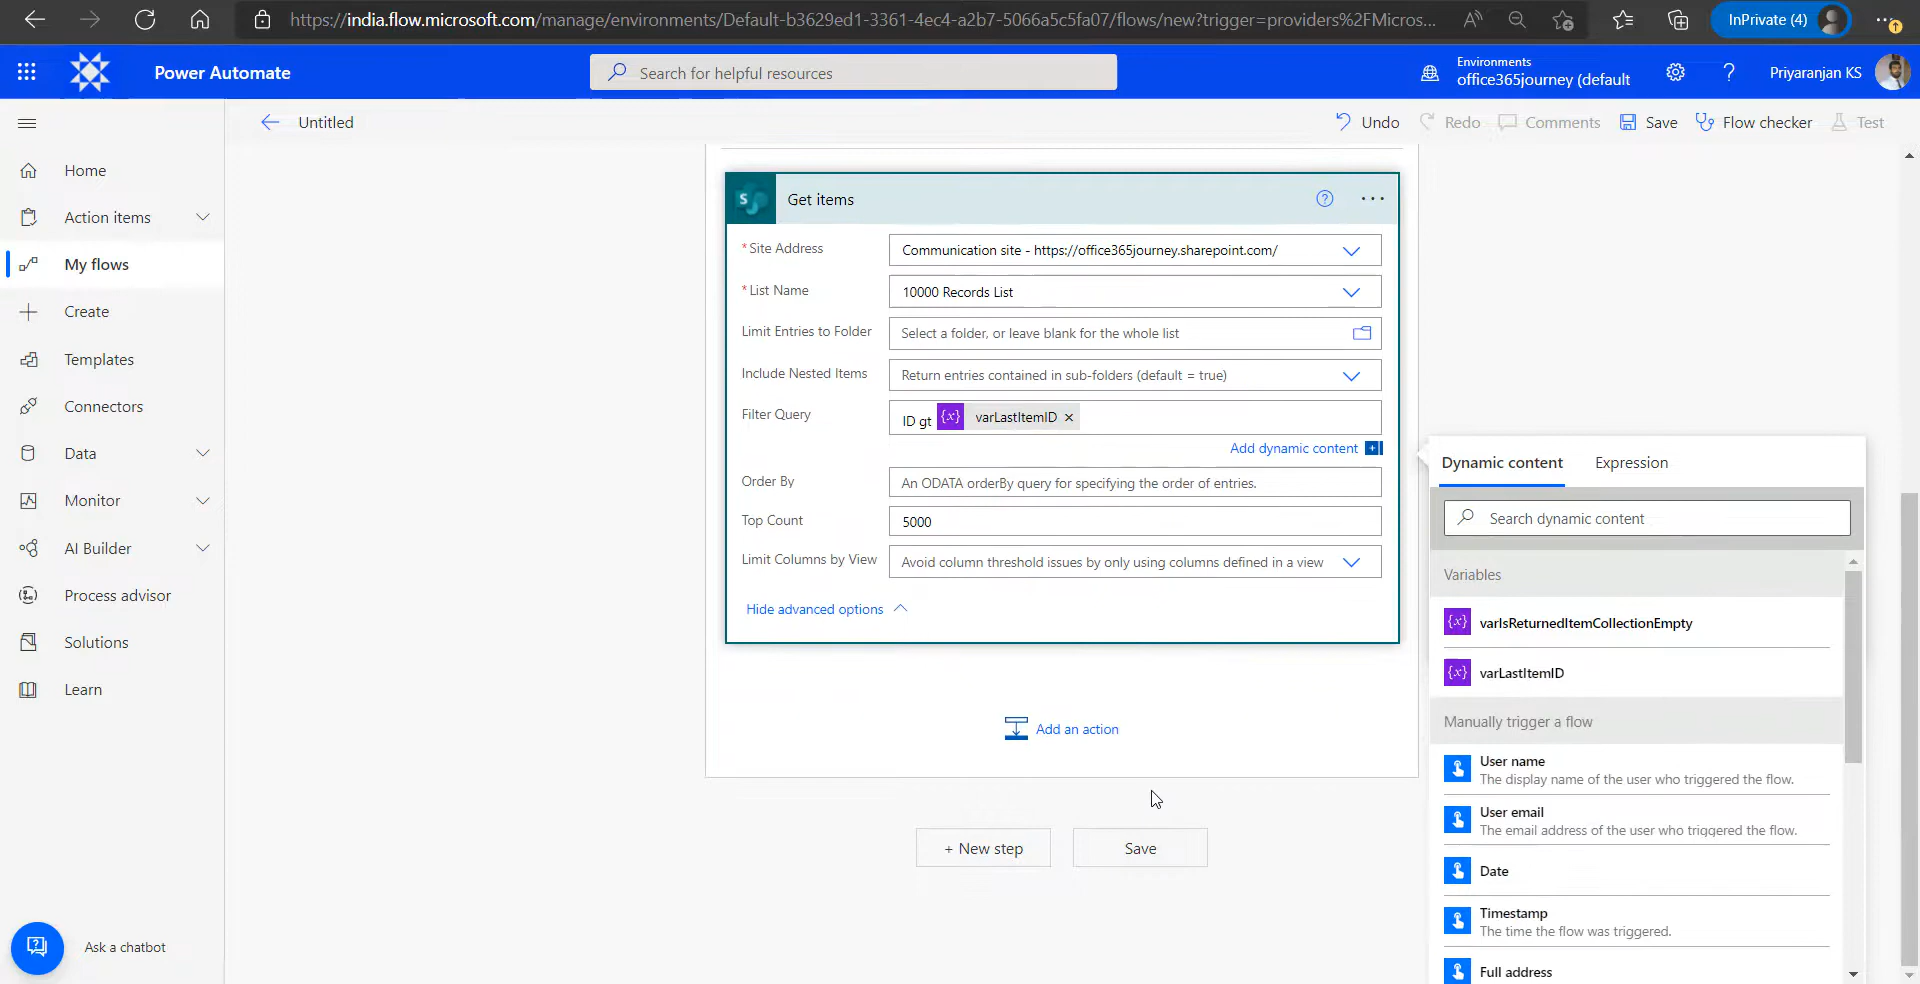 https://india.flow.microsoft.com/manage/environments/Default-b3629ed1-3361-4ec4-a2b7-5066a5c5fa07/flows/new?trigger=providers%2FMicros...
InPrivate (4)
Power Automate
Search for helpful resources
Environments
office365journey (default
?
Priyaranjan KS
Untitled
Undo
Redo
Comments
Save
Flow checker
Test
Home
Action items
My flows
Create
Templates
Connectors
Data
Monitor
AI Builder
Process advisor
Solutions
Learn
Ask a chatbot
S
Get items
?
...
*Site Address
Communication site - https://office365journey.sharepoint.com/
*List Name
10000 Records List
Limit Entries to Folder
Select a folder, or leave blank for the whole list
Include Nested Items
Return entries contained in sub-folders (default = true)
Filter Query
ID gt {x} varLastItemID ×
Add dynamic content +
Order By
An ODATA orderBy query for specifying the order of entries.
Top Count
5000
Limit Columns by View
Avoid column threshold issues by only using columns defined in a view
Hide advanced options
Add an action
+ New step
Save
Dynamic content
Expression
Search dynamic content
Variables
{x} varIsReturnedItemCollectionEmpty
{x} varLastItemID
Manually trigger a flow
User name
The display name of the user who triggered the flow.
User email
The email address of the user who triggered the flow.
Date
Timestamp
The time the flow was triggered.
Full address